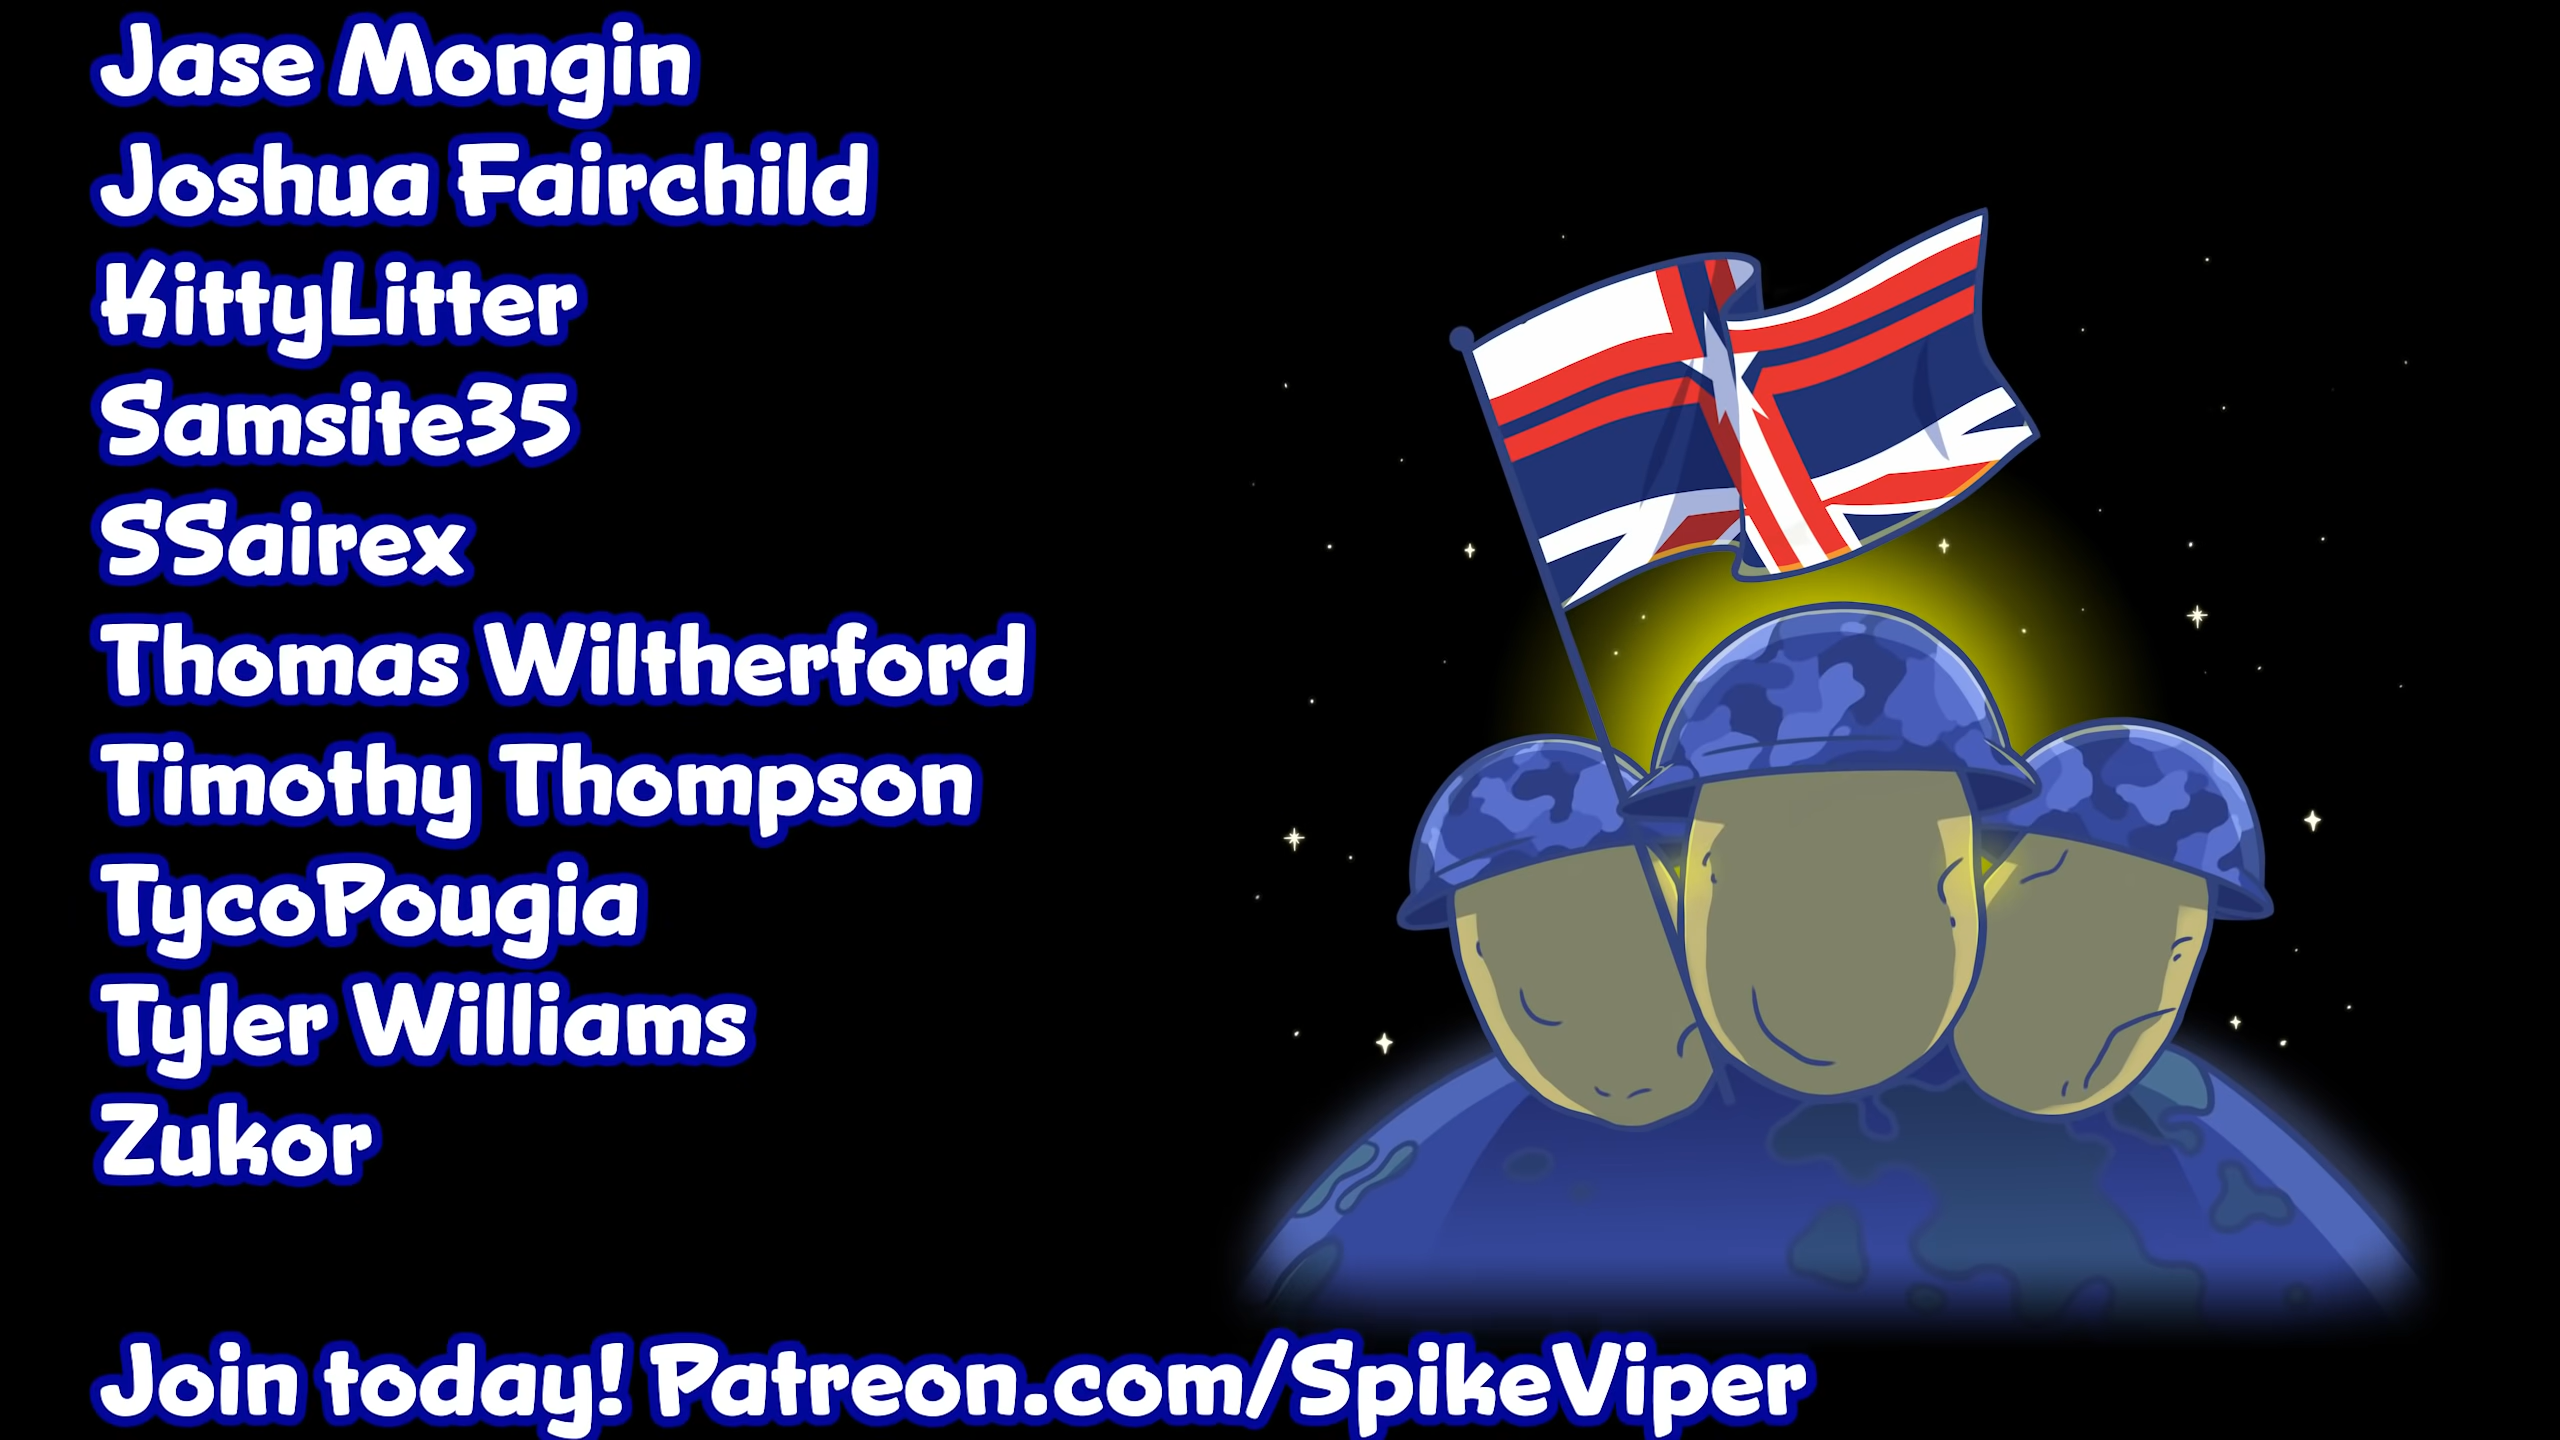 Jase Mongin
Joshua Fairchild
KittyLitter
Samsite35
SSairex
Thomas Wiltherford
Timothy Thompson
TycoPougia
Tyler Williams
Zukor
Join today! Patreon.com/SpikeViper